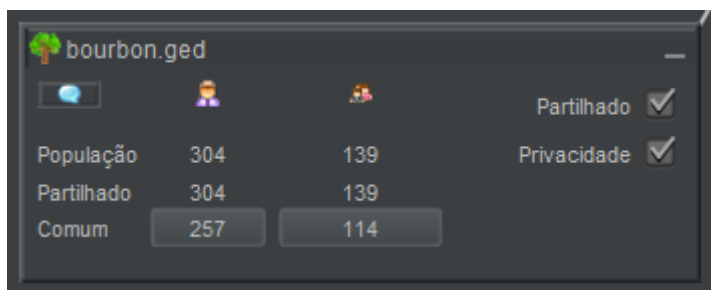 bourbon.ged
Partilhado
População 304 139 Privacidade
Partilhado 304 139
Comum 257 114